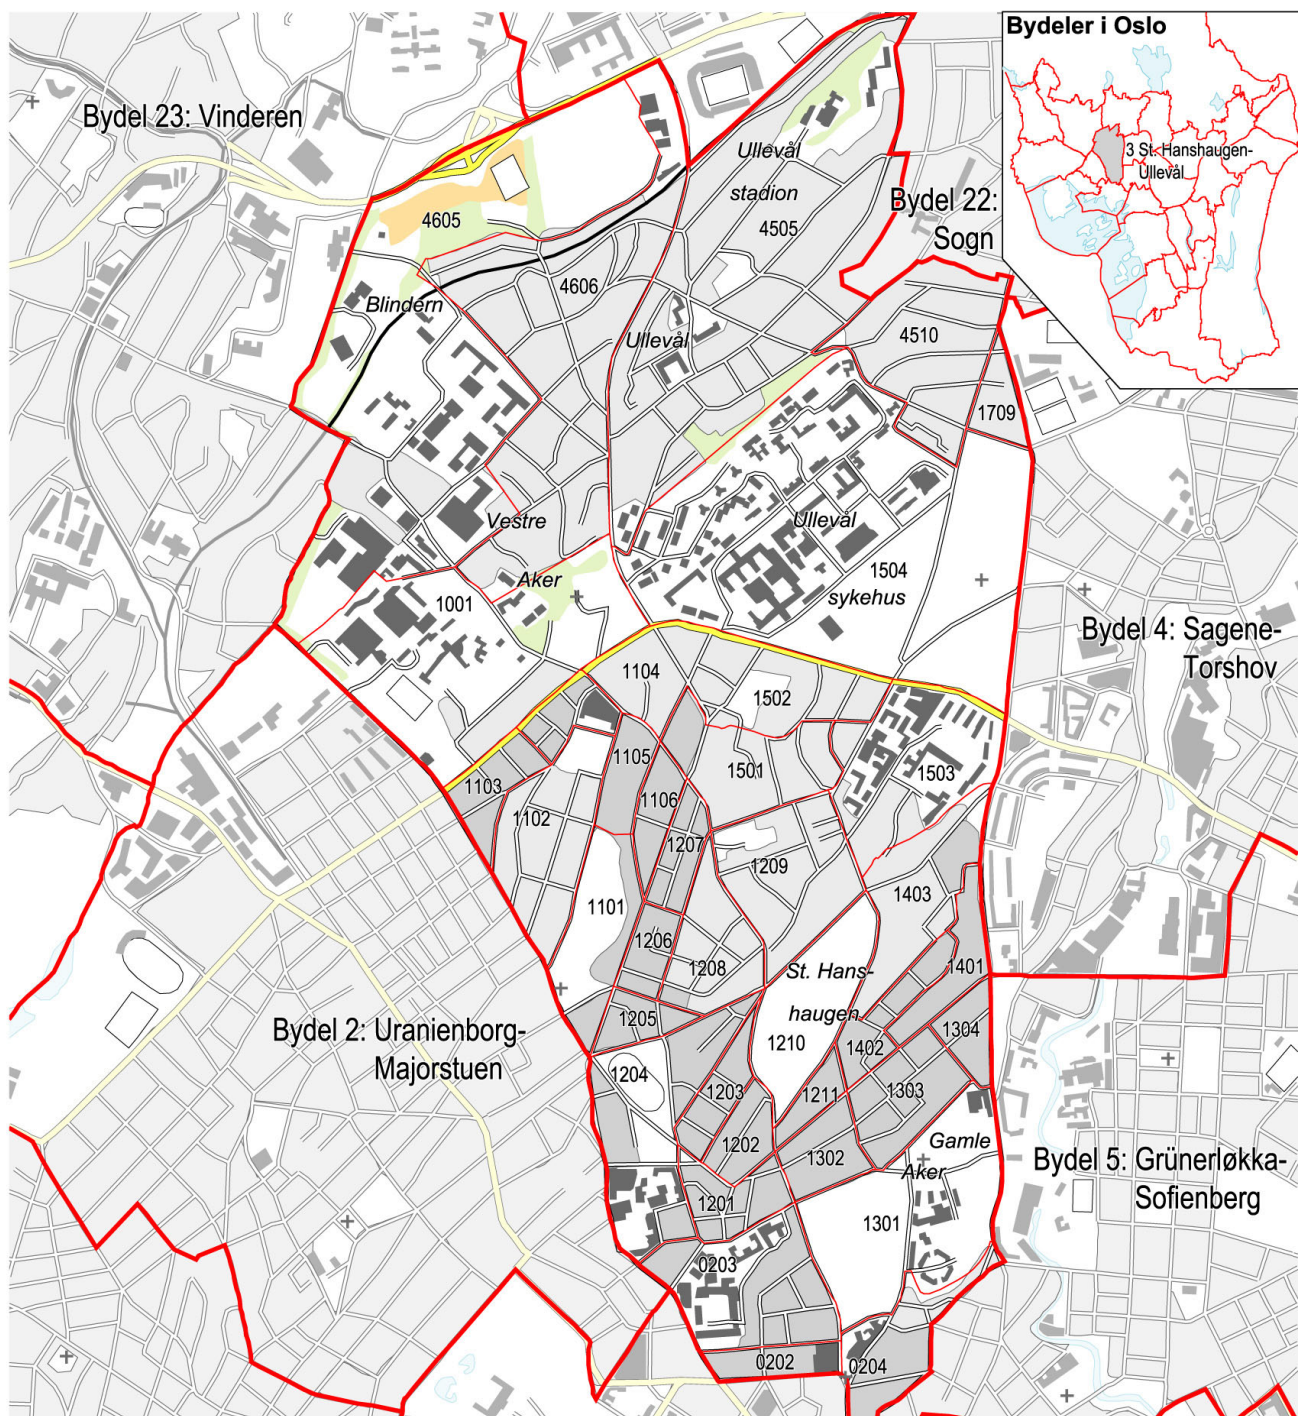 Bydeler i Oslo
3 St. Hanshaugen-
Ullevål
Bydel 23: Vinderen
Ullevål
stadion
Bydel 22:
Sogn
4605
4505
4606
Blindern
Ullevål
4510
1709
Vestre
Ullevål
Aker
1504
sykehus
1001
Bydel 4: Sagene-
Torshov
1104
1502
1105
1501
1503
1103
1106
1102
1207
1209
1403
1101
1206
1208
St. Hans-
1401
haugen
1205
Bydel 2: Uranienborg-
Majorstuen
1210
1402
1304
1204
1203
1211
1303
1202
1302
Gamle
Aker
Bydel 5: Grünerløkka-
Sofienberg
1201
1301
0203
0202
0204